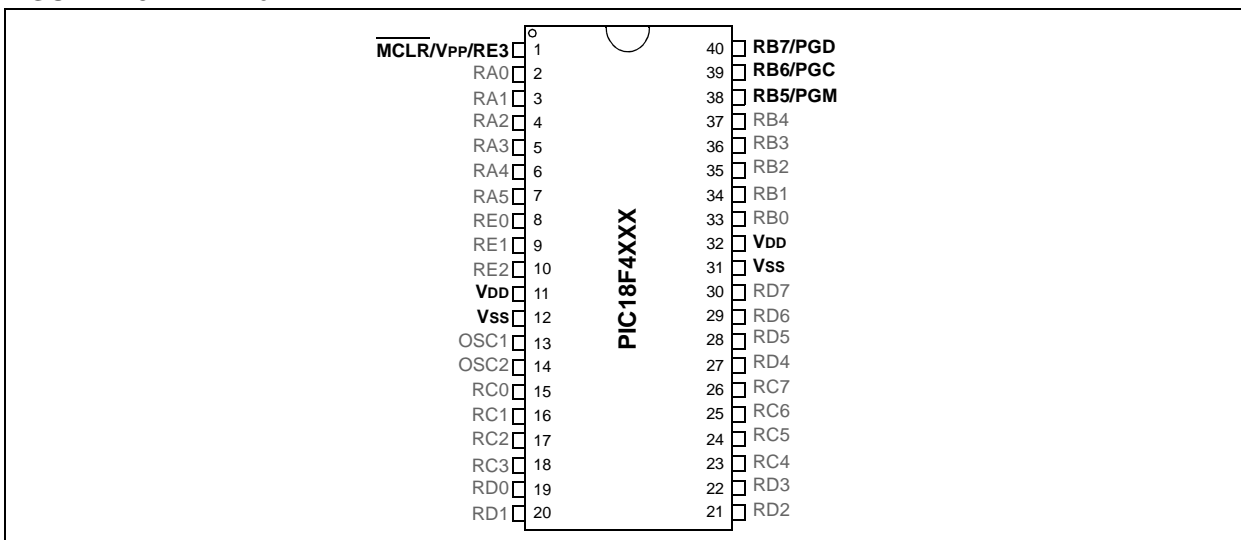 MCLR/VPP/RE3 1 40 RB7/PGD
RA0 2 39 RB6/PGC
RA1 3 38 RB5/PGM
RA2 4 37 RB4
RA3 5 36 RB3
RA4 6 35 RB2
RA5 7 34 RB1
RE0 8 33 RB0
RE1 9 32 VDD
RE2 10 31 VSS
VDD 11 30 RD7
VSS 12 29 RD6
OSC1 13 28 RD5
OSC2 14 27 RD4
RC0 15 26 RC7
RC1 16 25 RC6
RC2 17 24 RC5
RC3 18 23 RC4
RD0 19 22 RD3
RD1 20 21 RD2
PIC18F4XXX